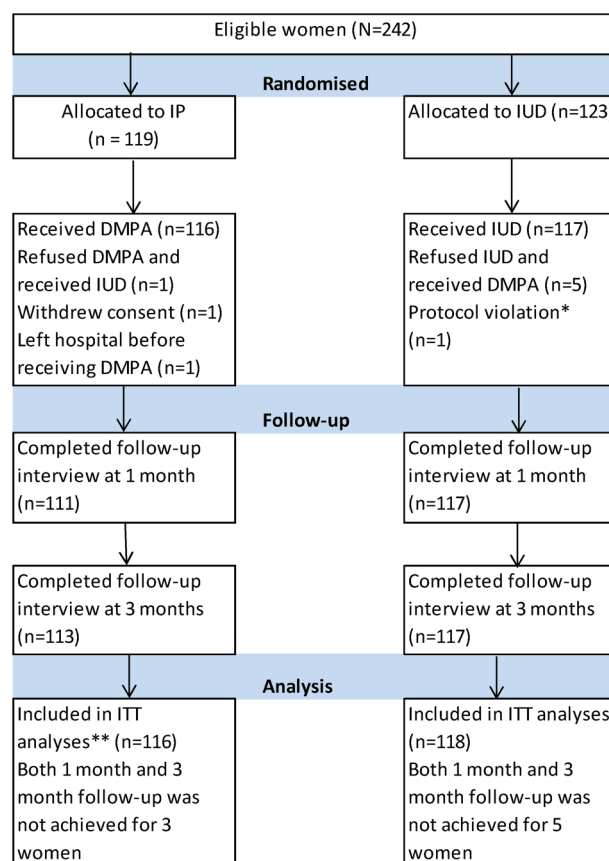 Eligible women (N=242)
Randomised
Allocated to IP
(n = 119)
Allocated to IUD (n=123
Received DMPA (n=116)
Refused DMPA and
received IUD (n=1)
Withdrew consent (n=1)
Left hospital before
receiving DMPA (n=1)
Received IUD (n=117)
Refused IUD and
received DMPA (n=5)
Protocol violation*
(n=1)
Follow-up
Completed follow-up
interview at 1 month
(n=111)
Completed follow-up
interview at 1 month
(n=117)
Completed follow-up
interview at 3 months
(n=113)
Completed follow-up
interview at 3 months
(n=117)
Analysis
Included in ITT
analyses** (n=116)
Both 1 month and 3
month follow-up was
not achieved for 3
women
Included in ITT analyses
(n=118)
Both 1 month and 3
month follow-up was
not achieved for 5
women